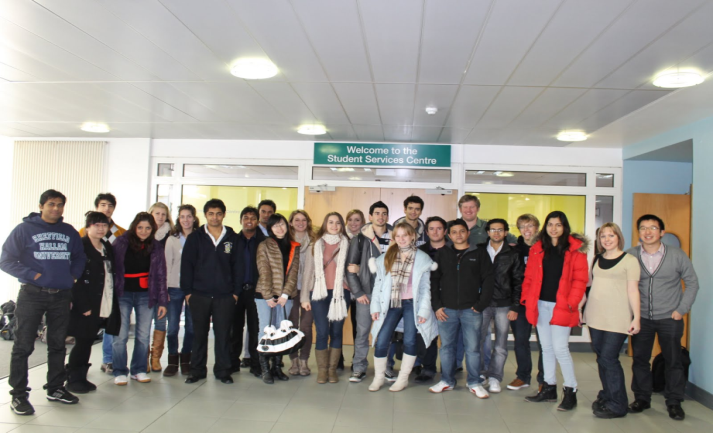 Welcome to the
Student Services Centre
SHEFFIELD
HALLAM
UNIVERSITY